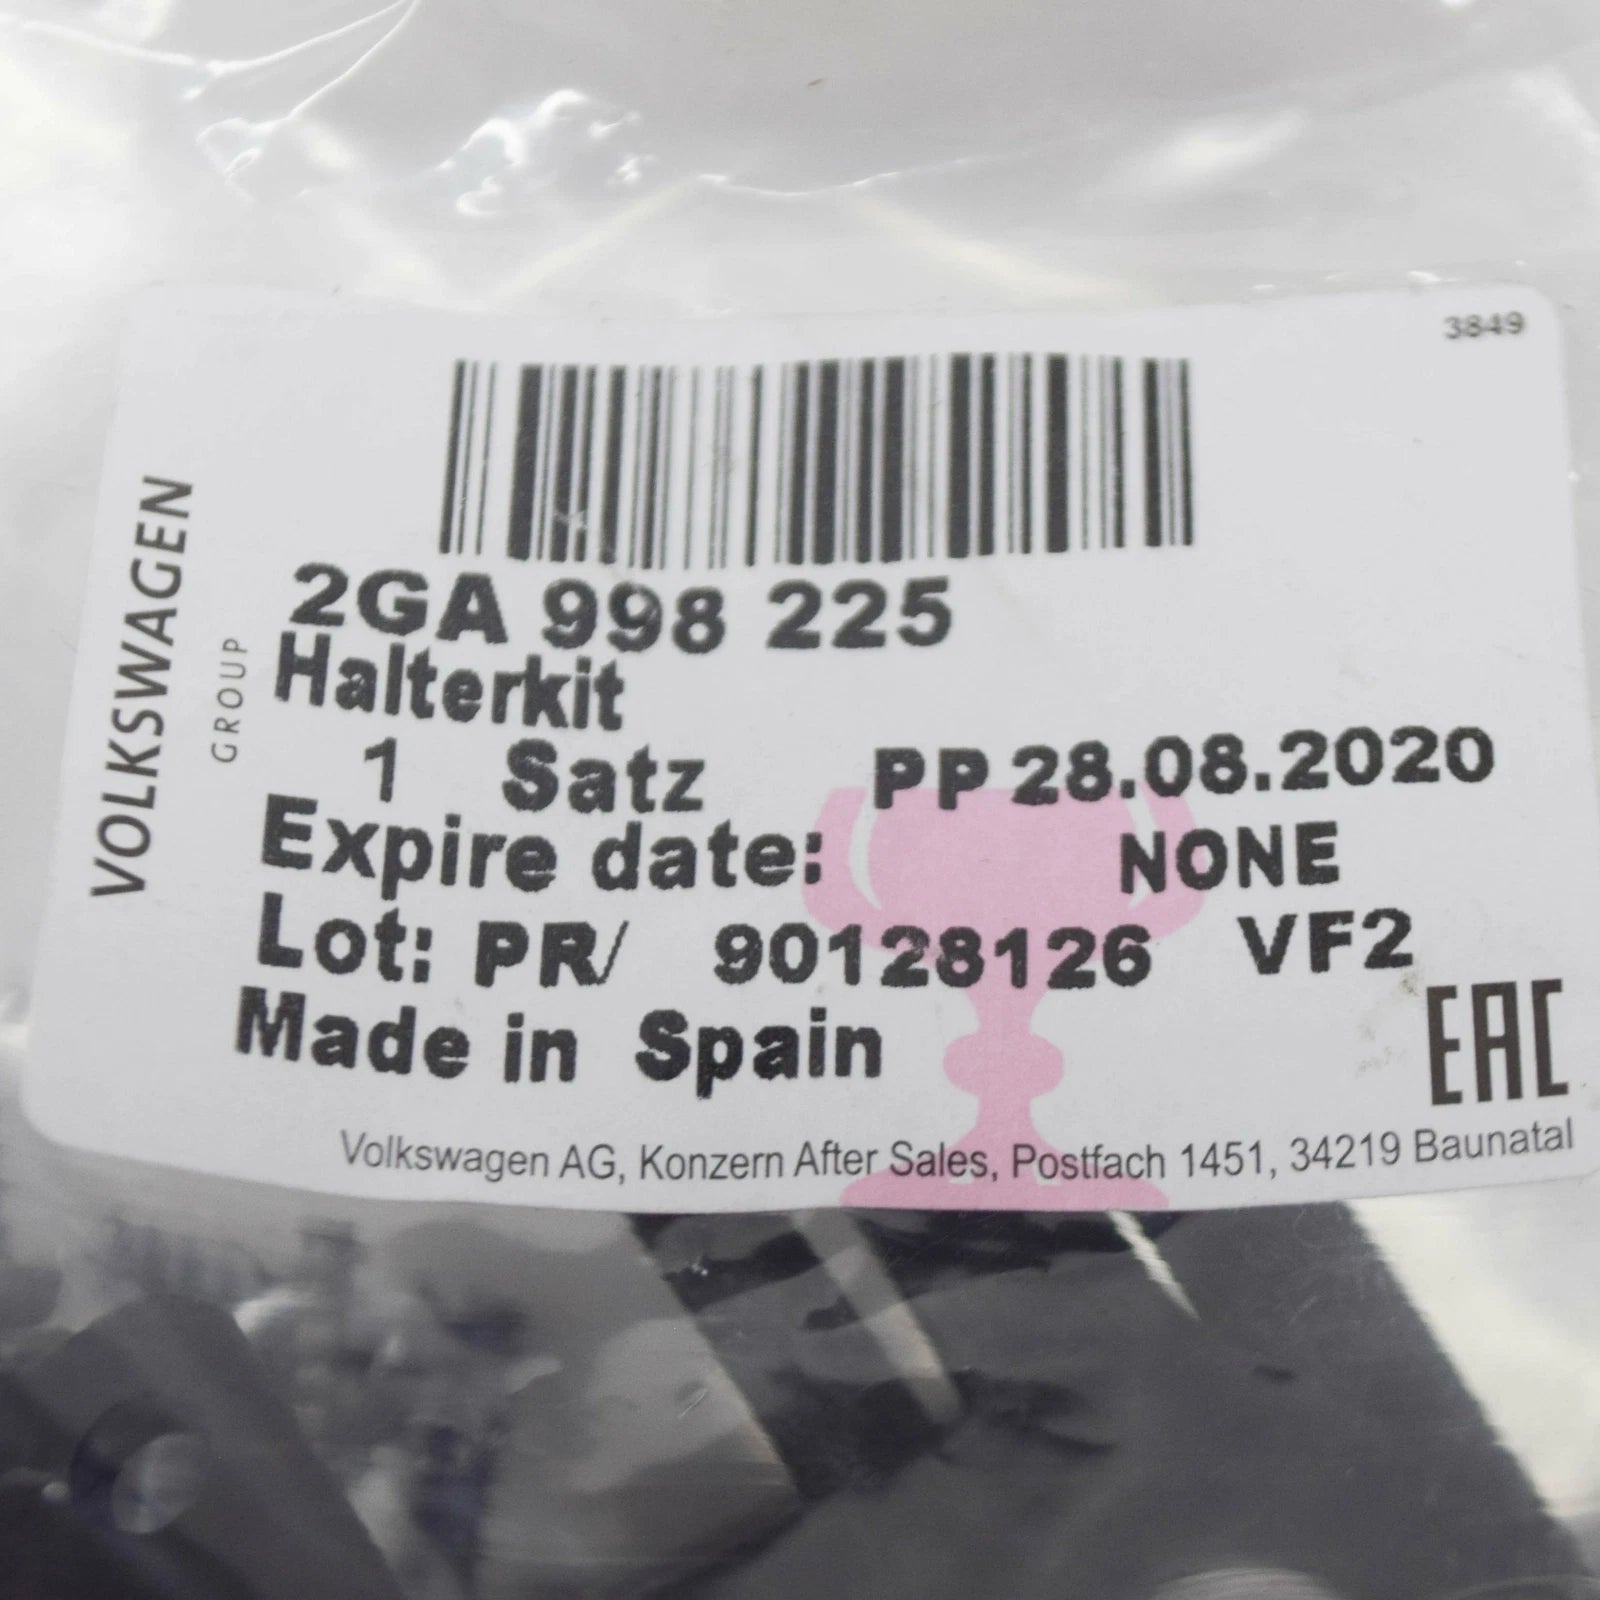 3849
VOLKSWAGEN
GROUP
2GA 998 225
Halterkit
1 Satz PP 28.08.2020
Expire date: NONE
Lot: PR/ 90128126 VF2
Made in Spain
EAC
Volkswagen AG, Konzern After Sales, Postfach 1451, 34219 Baunatal